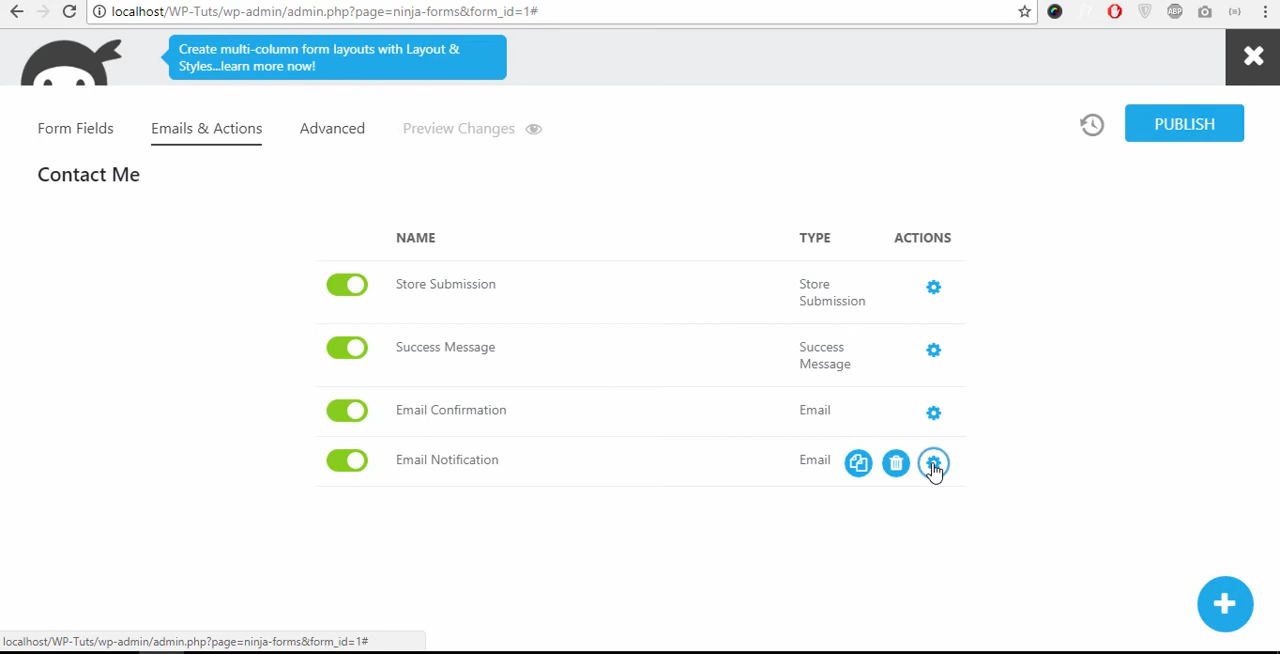 localhost/WP-Tuts/wp-admin/admin.php?page=ninja-forms&form_id=1#
ABP
Create multi-column form layouts with Layout &
Styles...learn more now!
Form Fields
Emails & Actions
Advanced
Preview Changes
PUBLISH
Contact Me
NAME
TYPE
ACTIONS
Store Submission
Store
Submission
Success Message
Success
Message
Email Confirmation
Email
Email Notification
Email
localhost/WP-Tuts/wp-admin/admin.php?page=ninja-forms&form_id=1#